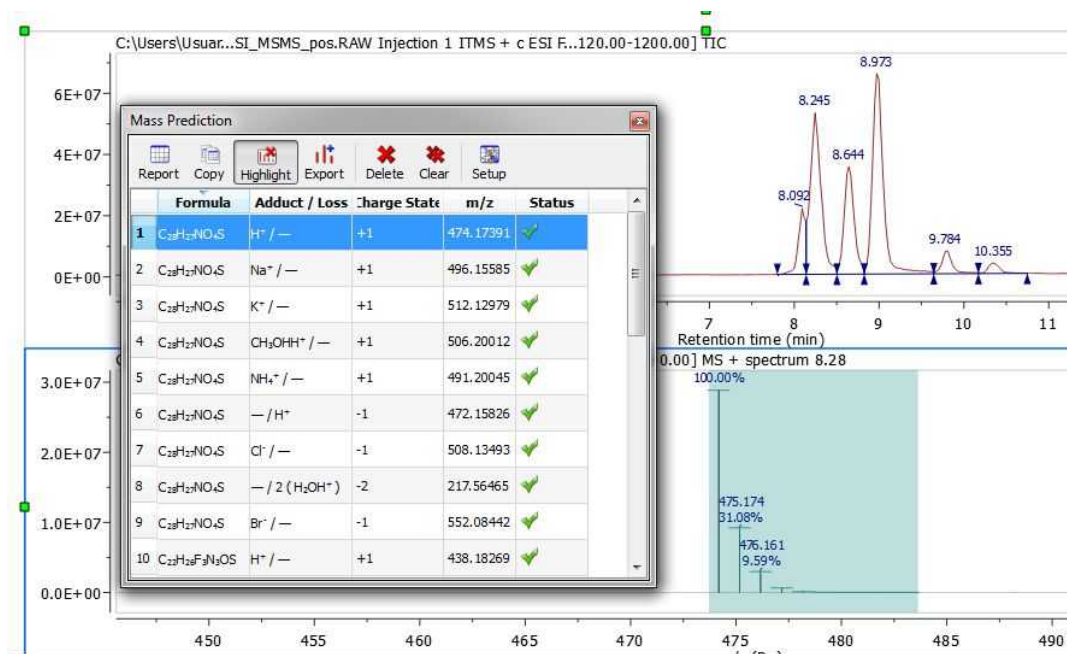 C:\Users\Usuar...SI_MSMS_pos.RAW Injection 1 ITMS + c ESI F...120.00-1200.00] TIC
6E+07
4E+07
2E+07
0E+00
8.092
8.245
8.644
8.973
9.784
10.355
7 8 9 10 11
Retention time (min)
Mass Prediction
Report Copy Highlight Export Delete Clear Setup
Formula Adduct / Loss Charge State m/z Status
1 C₂₈H₂₇NO₄S H⁺ / — +1 474.17391
2 C₂₈H₂₇NO₄S Na⁺ / — +1 496.15585
3 C₂₈H₂₇NO₄S K⁺ / — +1 512.12979
4 C₂₈H₂₇NO₄S CH₃OHH⁺ / — +1 506.20012
5 C₂₈H₂₇NO₄S NH₄⁺ / — +1 491.20045
6 C₂₈H₂₇NO₄S — / H⁺ -1 472.15826
7 C₂₈H₂₇NO₄S Cl⁻ / — -1 508.13493
8 C₂₈H₂₇NO₄S — / 2 (H₂OH⁺) -2 217.56465
9 C₂₈H₂₇NO₄S Br⁻ / — -1 552.08442
10 C₂₂H₂₆F₃N₃OS H⁺ / — +1 438.18269
0.00] MS + spectrum 8.28
3.0E+07
2.0E+07
1.0E+07
0.0E+00
100.00%
475.174
31.08%
476.161
9.59%
450 455 460 465 470 475 480 485 490